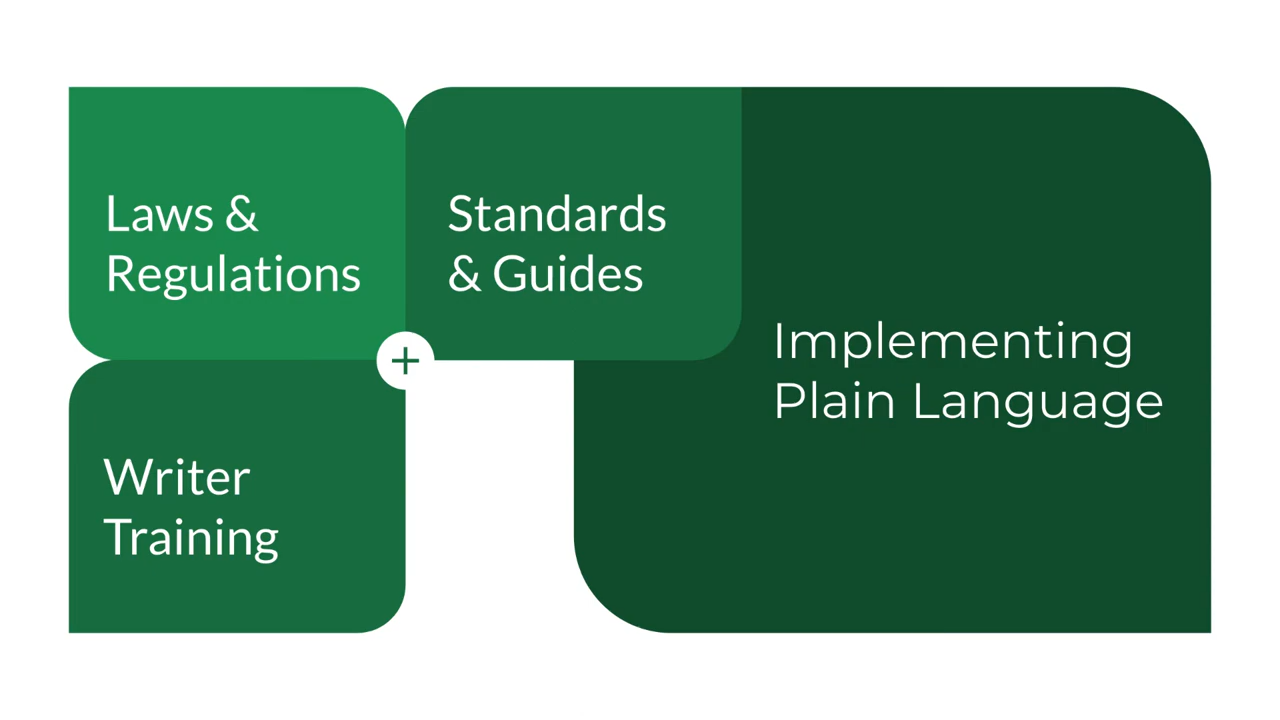 Laws &
Regulations
Standards
& Guides
+
Writer
Training
Implementing
Plain Language